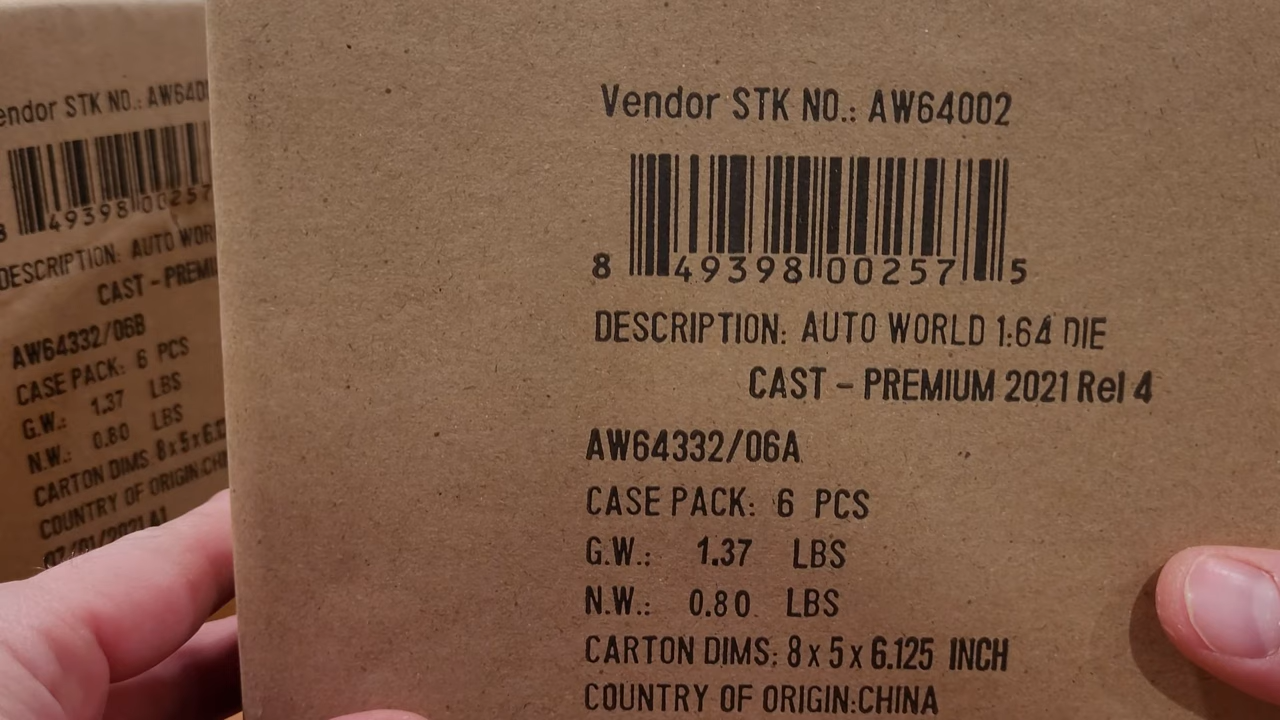 Vendor STK NO.: AW64002
8 49398 00257 5
DESCRIPTION: AUTO WORLD 1:64 DIE
CAST - PREMIUM 2021 Rel 4
AW64332/06A
CASE PACK: 6 PCS
G.W.: 1.37 LBS
N.W.: 0.80 LBS
CARTON DIMS: 8 x 5 x 6.125 INCH
COUNTRY OF ORIGIN:CHINA
endor STK NO.: AW640
8 49398 00257
DESCRIPTION: AUTO WOR
CAST - PREMI
AW64332/06B
CASE PACK: 6 PCS
G.W.: 1.37 LBS
N.W.: 0.80 LBS
CARTON DIMS 8 x 5 x 6.12
COUNTRY OF ORIGIN:CHI